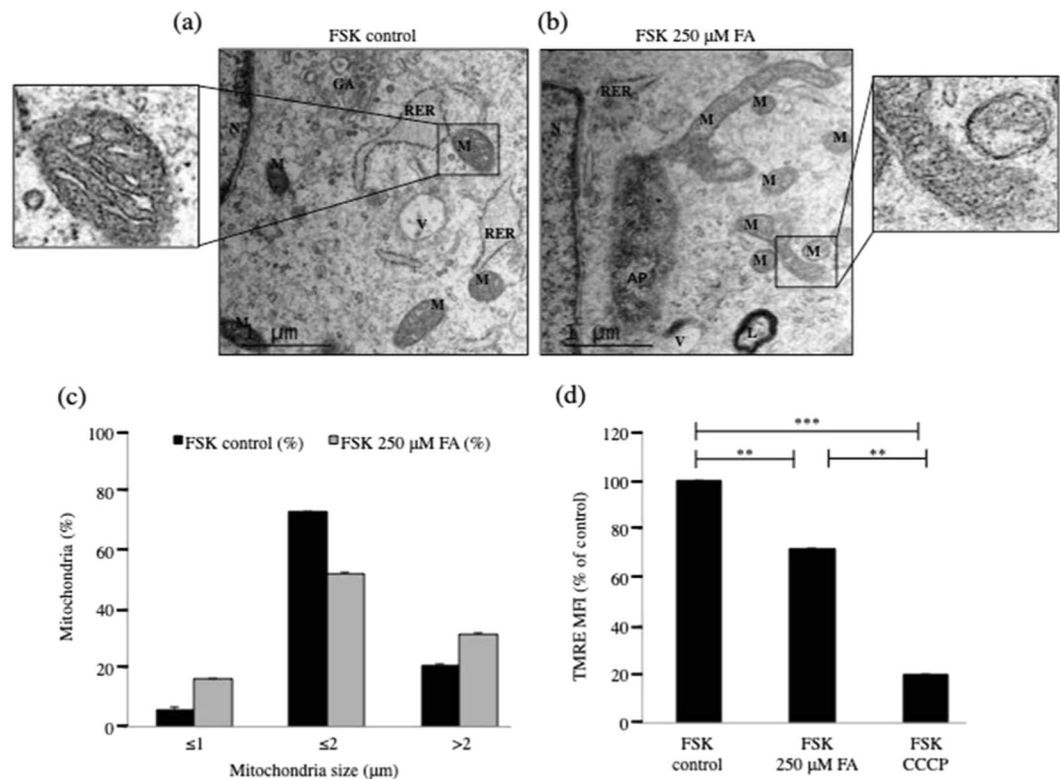 (a)
FSK control
(b)
FSK 250 μM FA
GA
RER
N
M
M
V
RER
M
M
M
1 μm
RER
N
M
M
M
M
M
M
M
AP
V
L
1 μm
(c)
100
80
60
40
20
0
Mitochondria (%)
FSK control (%)
FSK 250 μM FA (%)
≤1
≤2
>2
Mitochondria size (μm)
(d)
120
100
80
60
40
20
0
TMRE MFI (% of control)
***
**
**
FSK
control
FSK
250 μM FA
FSK
CCCP